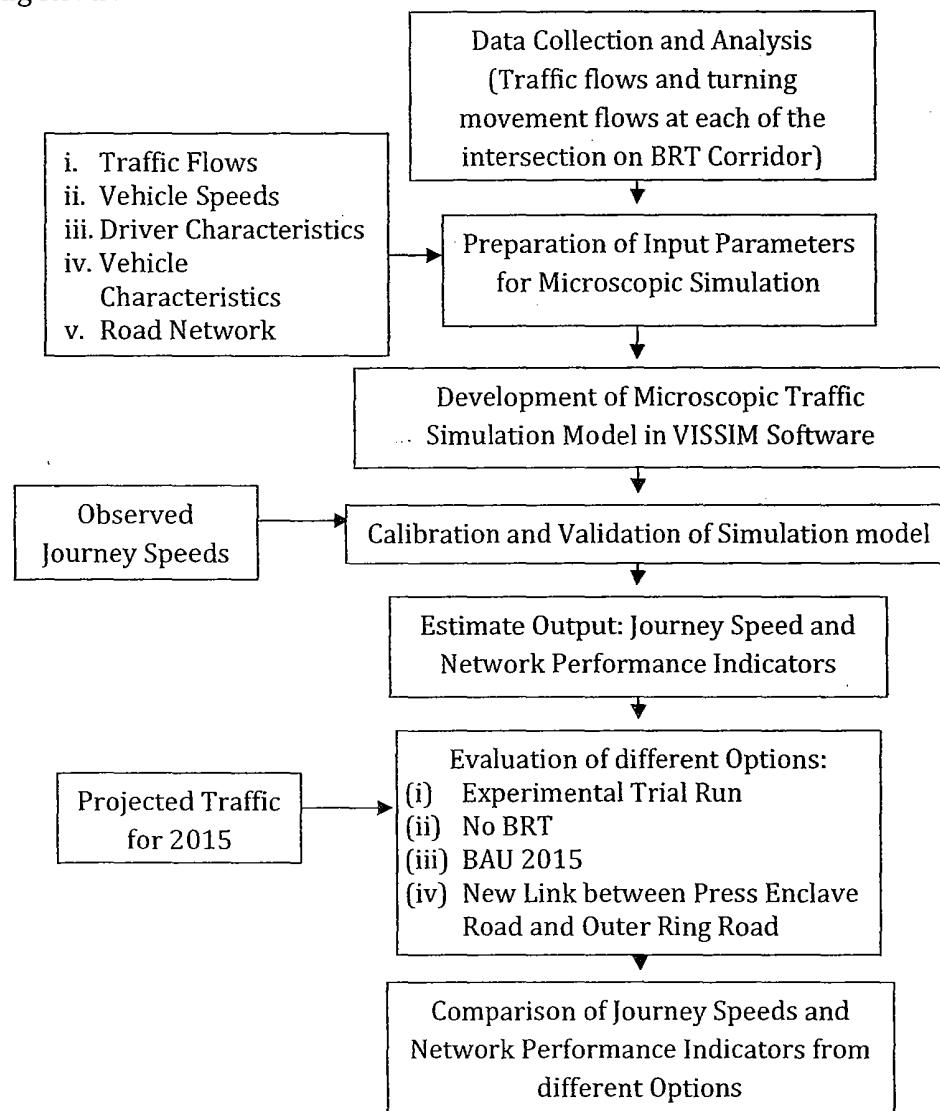 Data Collection and Analysis
(Traffic flows and turning
movement flows at each of the
intersection on BRT Corridor)
i. Traffic Flows
ii. Vehicle Speeds
iii. Driver Characteristics
iv. Vehicle
Characteristics
v. Road Network
Preparation of Input Parameters
for Microscopic Simulation
Development of Microscopic Traffic
Simulation Model in VISSIM Software
Observed
Journey Speeds
Calibration and Validation of Simulation model
Estimate Output: Journey Speed and
Network Performance Indicators
Projected Traffic
for 2015
Evaluation of different Options:
(i) Experimental Trial Run
(ii) No BRT
(iii) BAU 2015
(iv) New Link between Press Enclave
Road and Outer Ring Road
Comparison of Journey Speeds and
Network Performance Indicators from
different Options